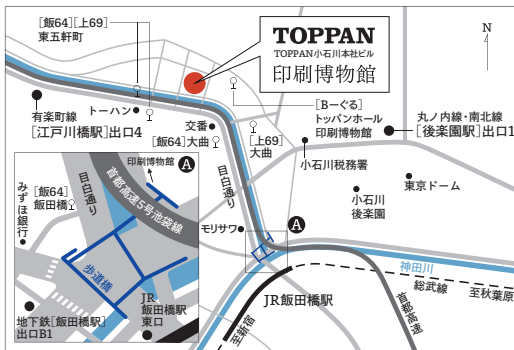 [飯64][上69]
東五軒町
TOPPAN
TOPPAN小石川本社ビル
印刷博物館
N
有楽町線
[江戸川橋駅]出口4
トーハン
交番
[飯64]大曲
[上69]
大曲
[Bーぐる]
トッパンホール
印刷博物館
丸ノ内線・南北線
[後楽園駅]出口1
小石川税務署
小石川
後楽園
東京ドーム
目白通り
モリサワ
A
神田川
総武線
至秋葉原
首都高速
JR飯田橋駅
至新宿
印刷博物館
A
首都高速5号池袋線
目白通り
[飯64]
飯田橋
みずほ銀行
歩道橋
JR
飯田橋駅
東口
地下鉄[飯田橋駅]
出口B1